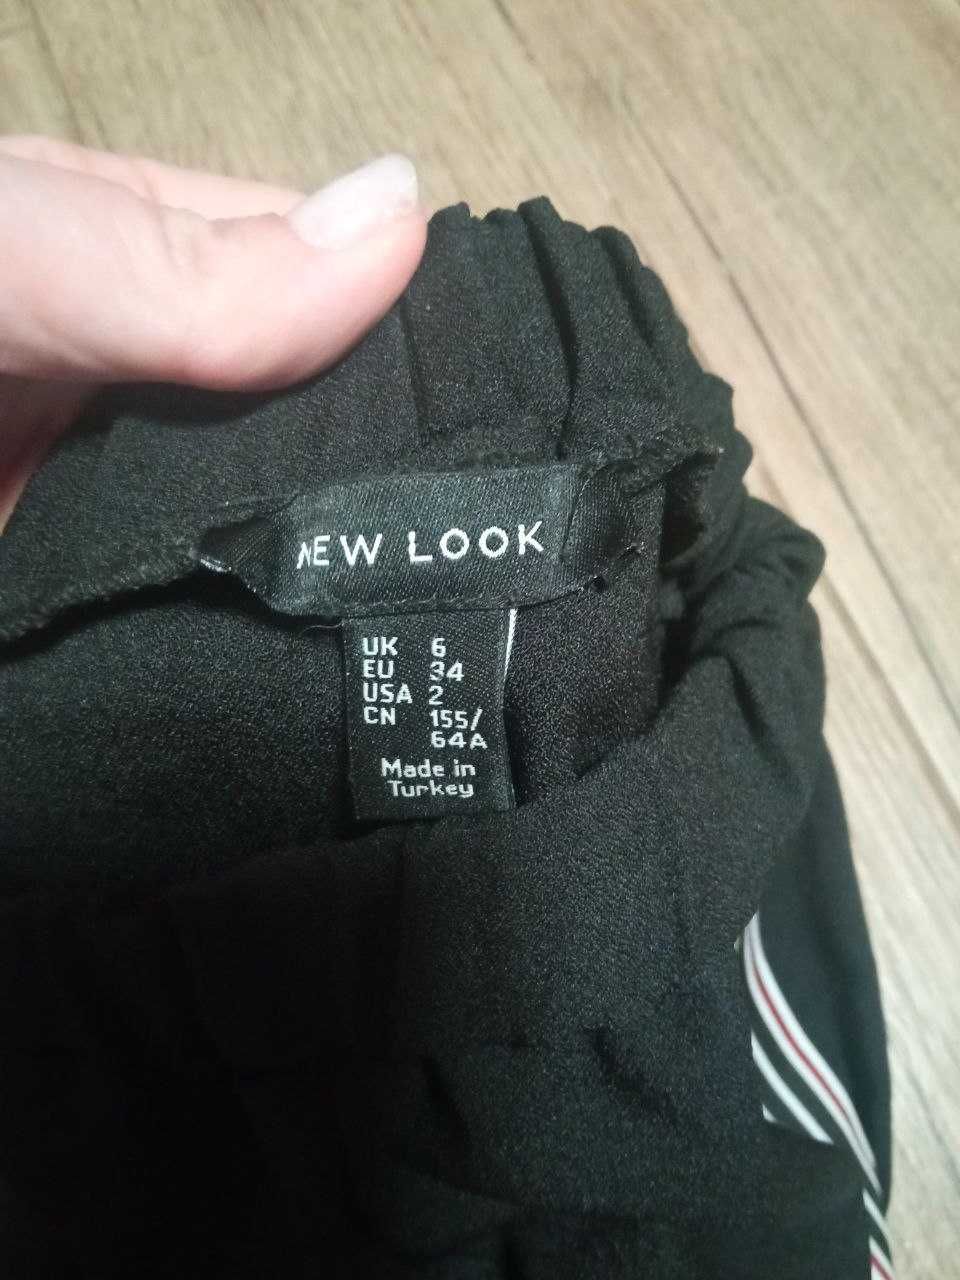 NEW LOOK
UK 6
EU 34
USA 2
CN 155/
64A
Made in
Turkey